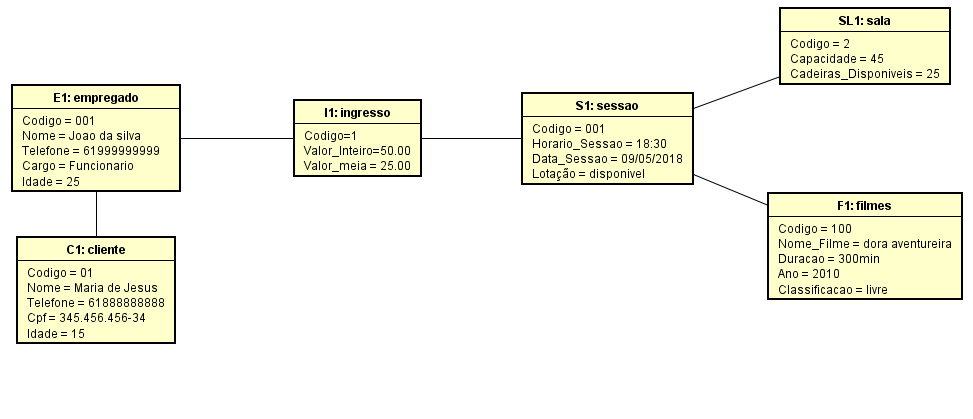 SL1: sala
Codigo = 2
Capacidade = 45
Cadeiras_Disponiveis = 25
E1: empregado
Codigo = 001
Nome = Joao da silva
Telefone = 61999999999
Cargo = Funcionario
Idade = 25
I1: ingresso
Codigo=1
Valor_Inteiro=50.00
Valor_meia = 25.00
S1: sessao
Codigo = 001
Horario_Sessao = 18:30
Data_Sessao = 09/05/2018
Lotação = disponivel
F1: filmes
Codigo = 100
Nome_Filme = dora aventureira
Duracao = 300min
Ano = 2010
Classificacao = livre
C1: cliente
Codigo = 01
Nome = Maria de Jesus
Telefone = 61888888888
Cpf = 345.456.456-34
Idade = 15